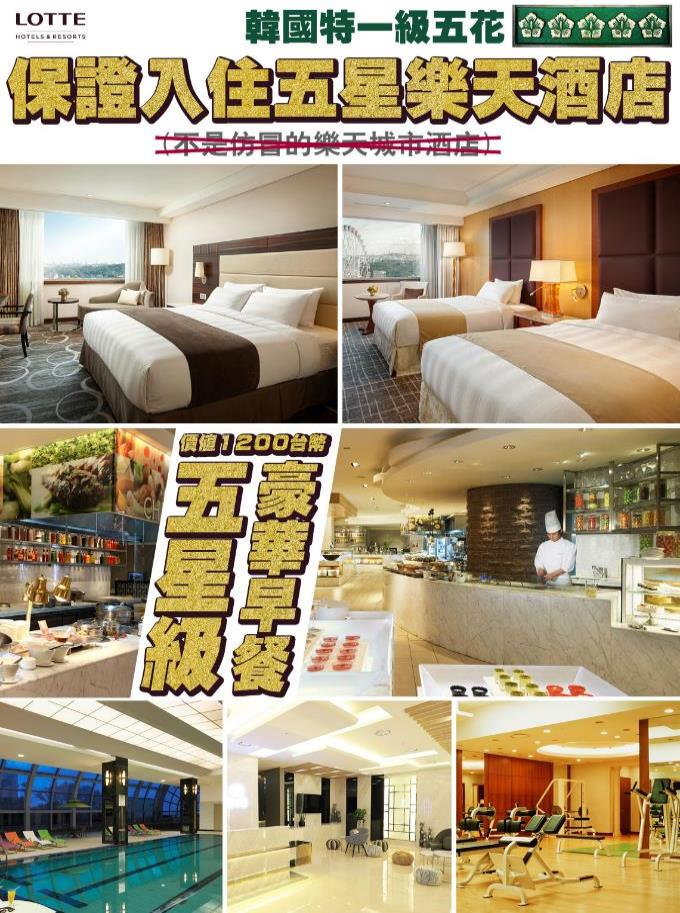 LOTTE
HOTELS & RESORTS
韓國特一級五花
保證入住五星樂天酒店
(不是仿冒的樂天城市酒店)
價值1200台幣
五星級
豪華早餐